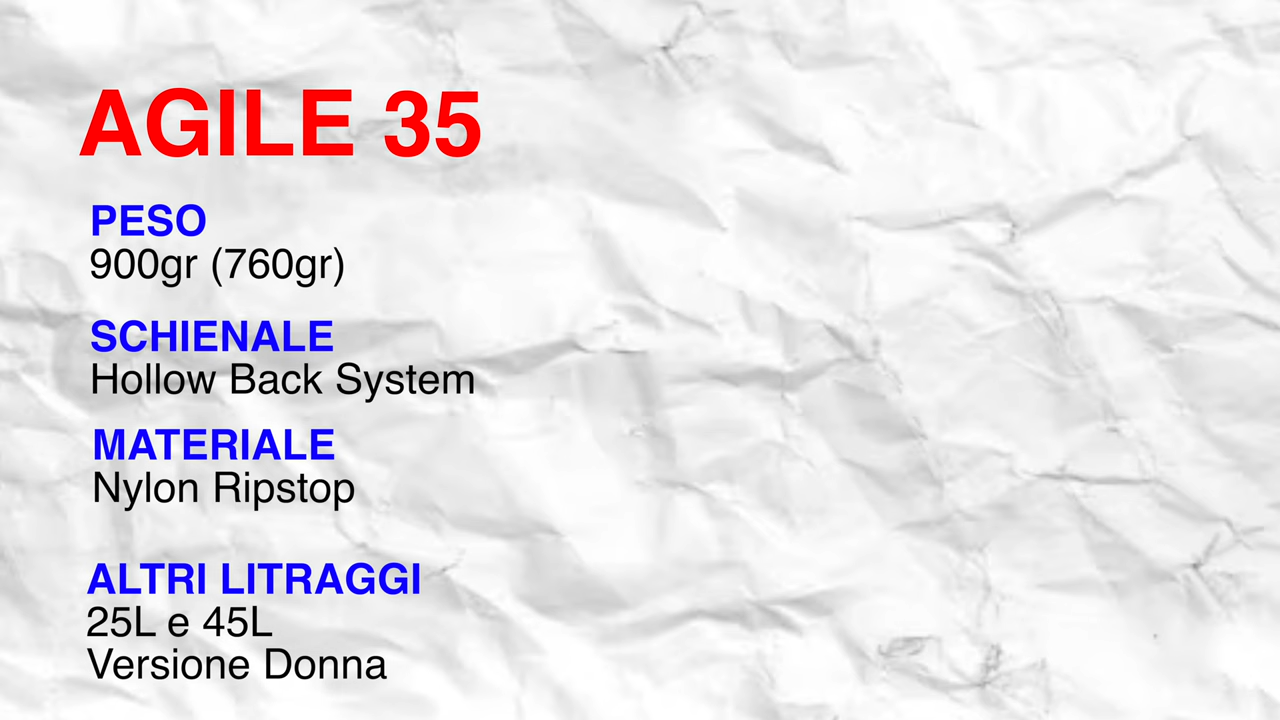 AGILE 35
PESO
900gr (760gr)
SCHIENALE
Hollow Back System
MATERIALE
Nylon Ripstop
ALTRI LITRAGGI
25L e 45L
Versione Donna